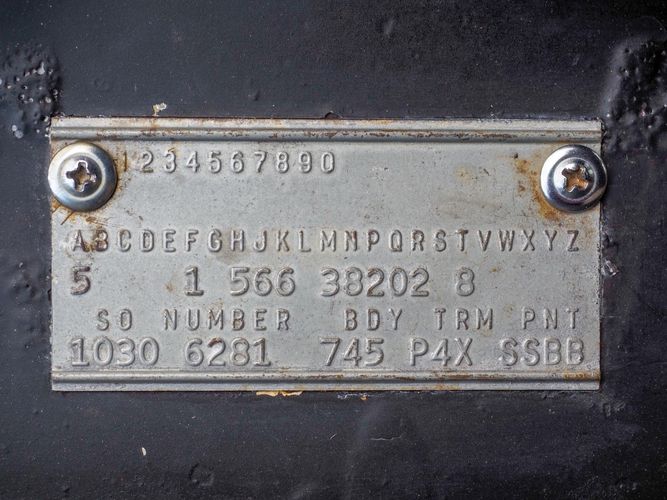 1234567890
ABCDEFGHJKLMNPQRSTVWXYZ
5 1 566 38202 8
SO NUMBER BDY TRM PNT
1030 6281 745 P4X SSBB